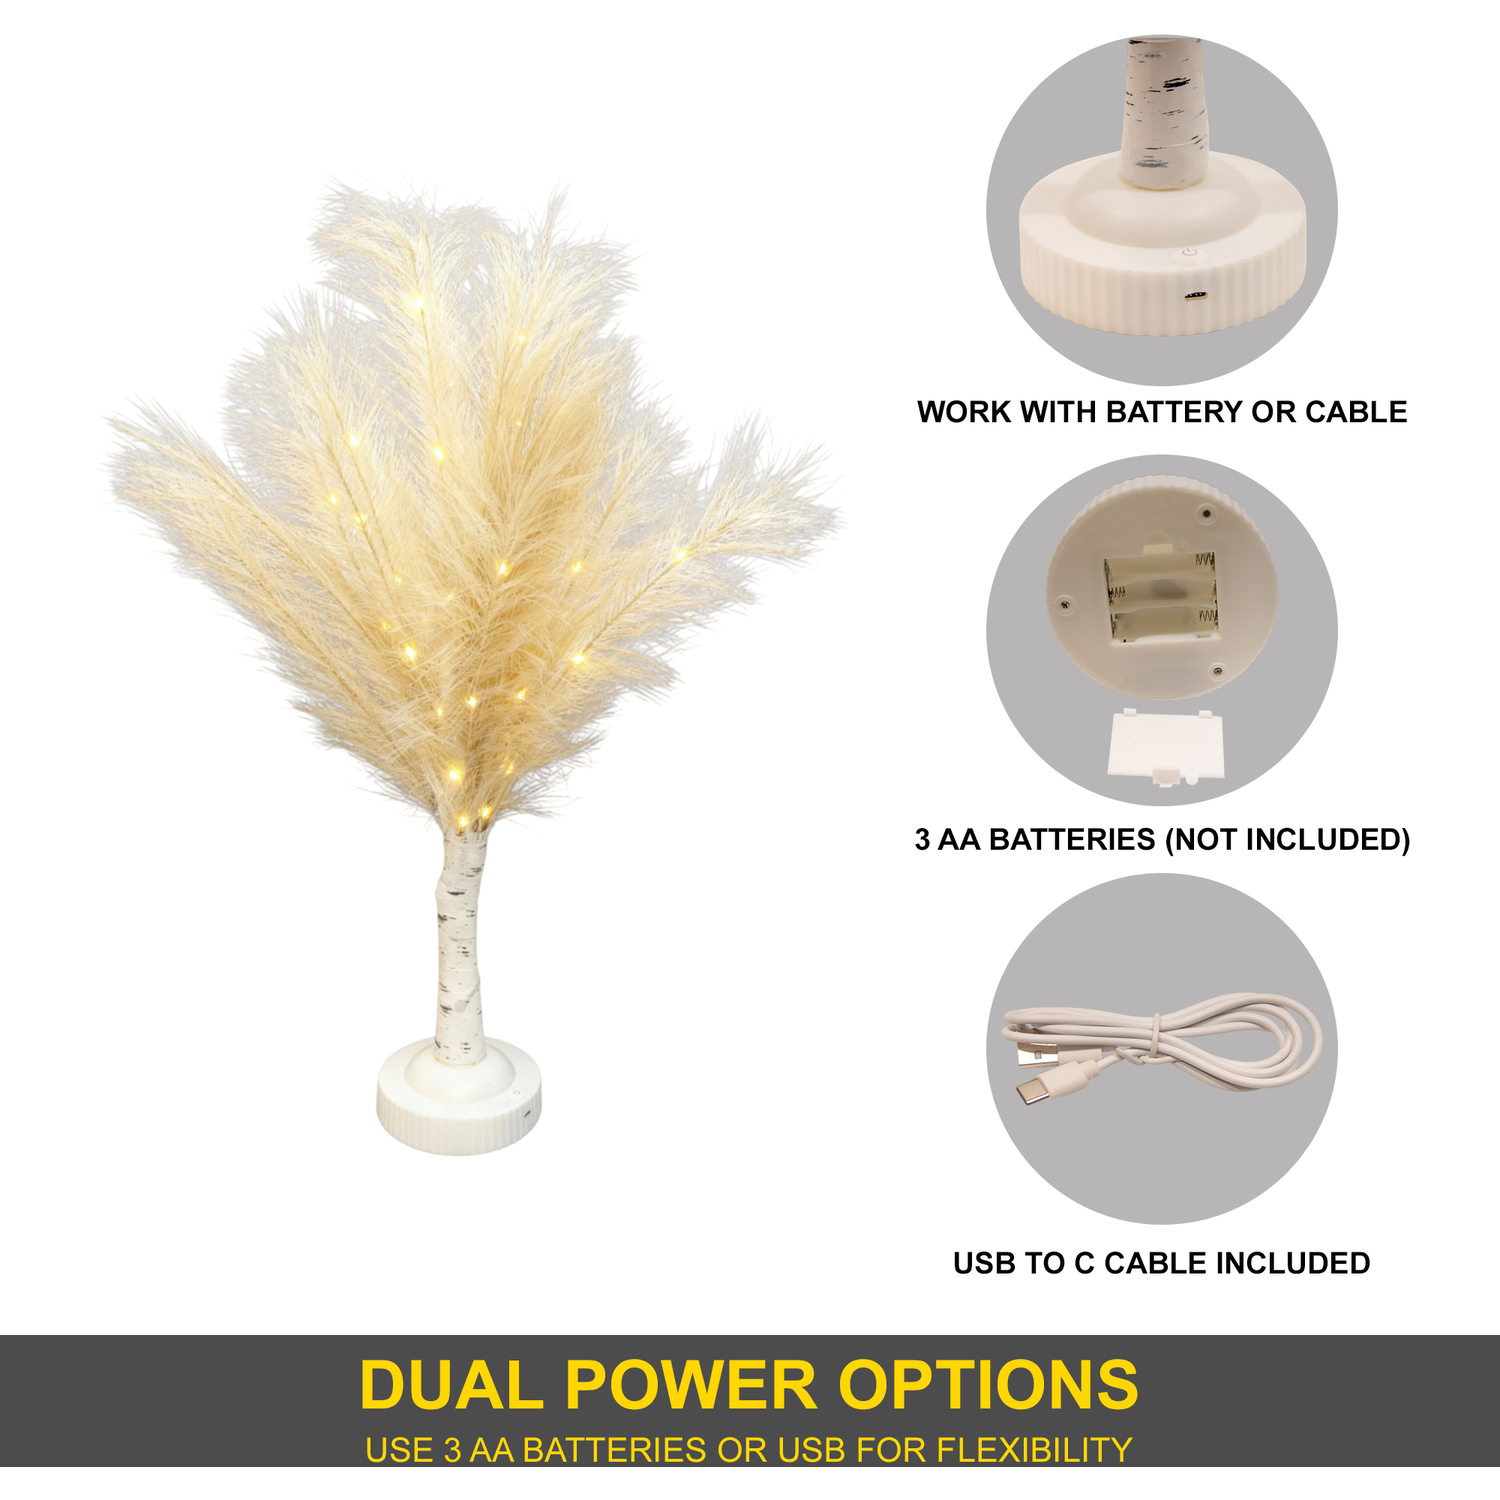 WORK WITH BATTERY OR CABLE
3 AA BATTERIES (NOT INCLUDED)
USB TO C CABLE INCLUDED
DUAL POWER OPTIONS
USE 3 AA BATTERIES OR USB FOR FLEXIBILITY